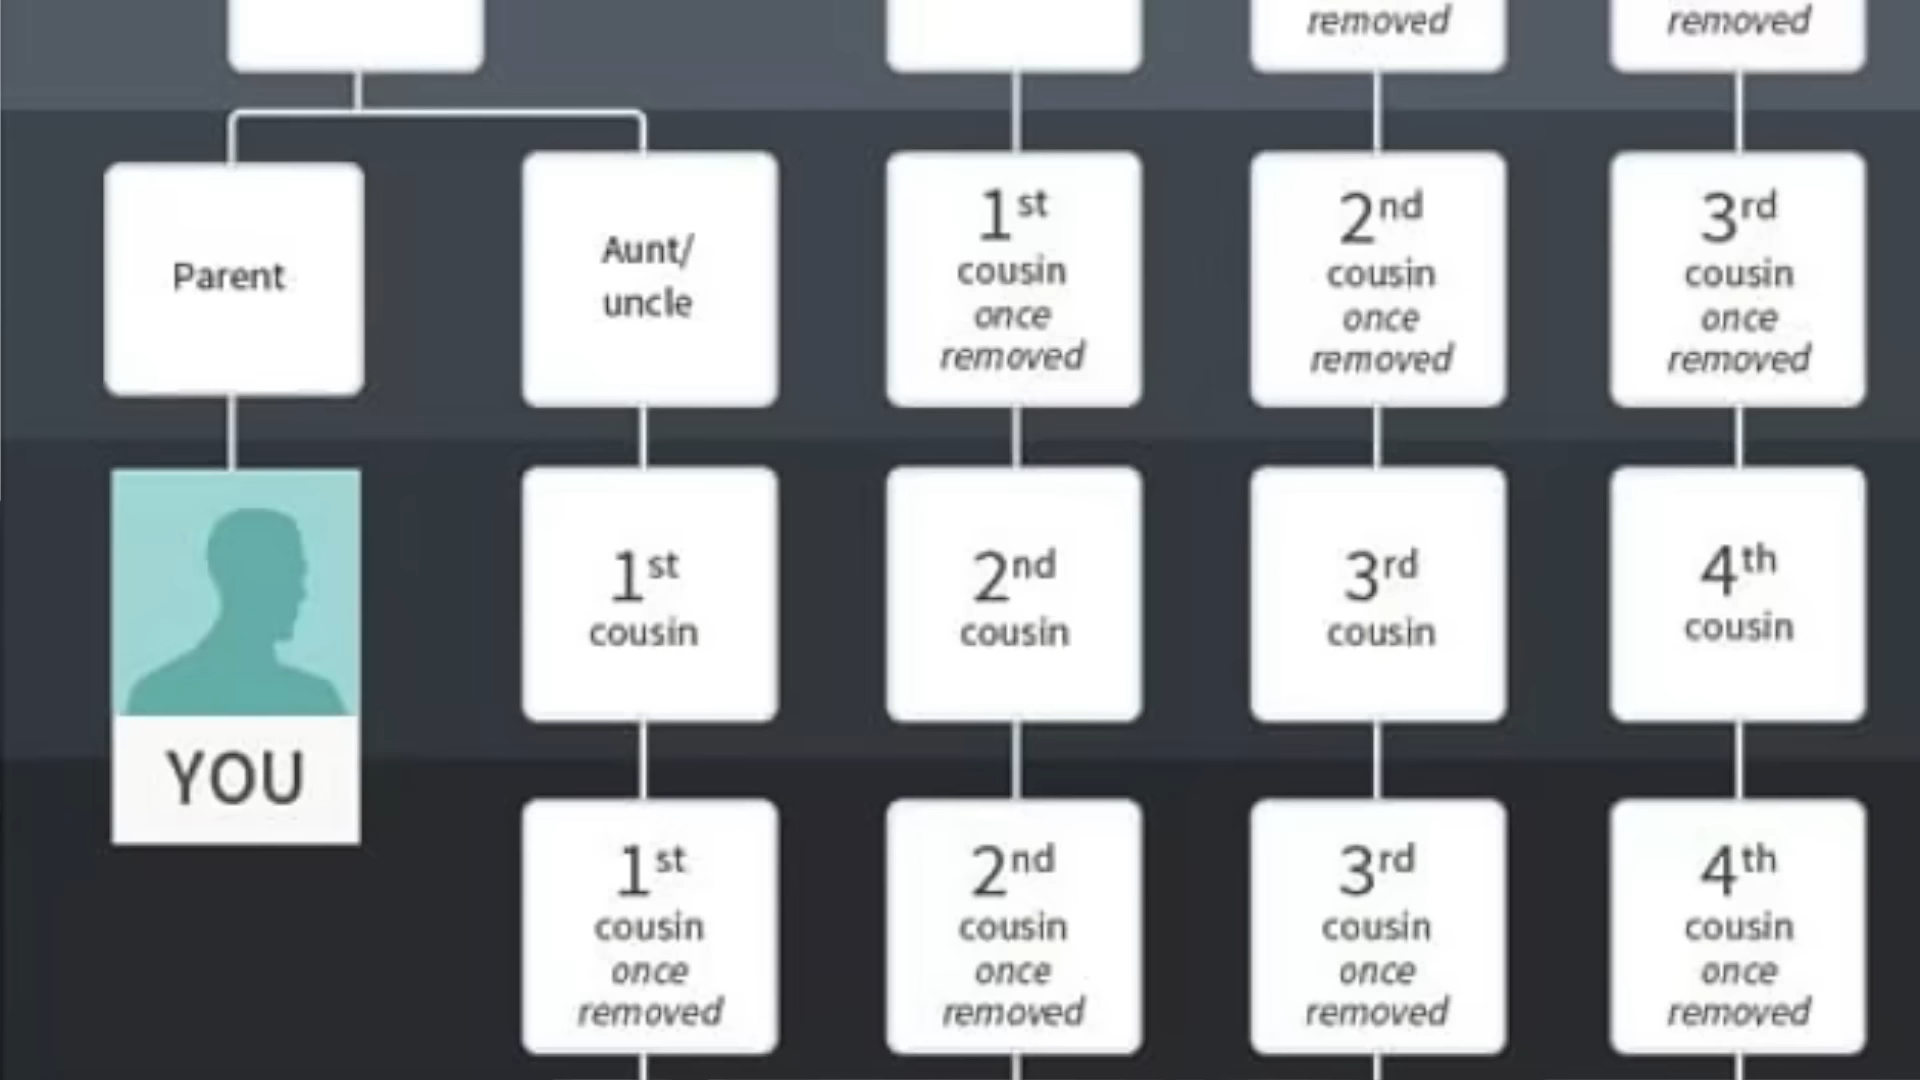 removed
removed
Parent
Aunt/
uncle
1st
cousin
once
removed
2nd
cousin
once
removed
3rd
cousin
once
removed
YOU
1st
cousin
2nd
cousin
3rd
cousin
4th
cousin
1st
cousin
once
removed
2nd
cousin
once
removed
3rd
cousin
once
removed
4th
cousin
once
removed